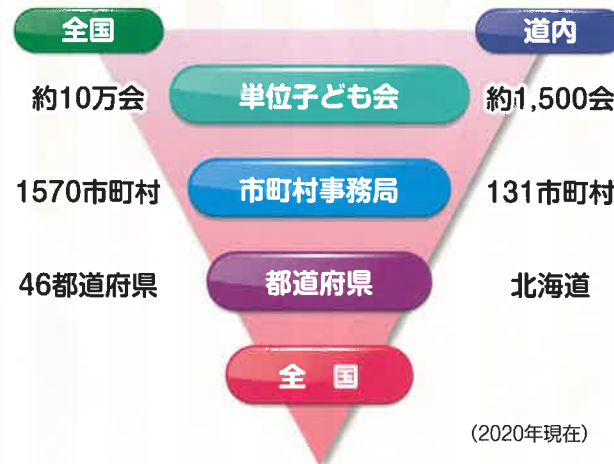 全国 道内
約10万会 単位子ども会 約1,500会
1570市町村 市町村事務局 131市町村
46都道府県 都道府県 北海道
全国
（2020年現在）